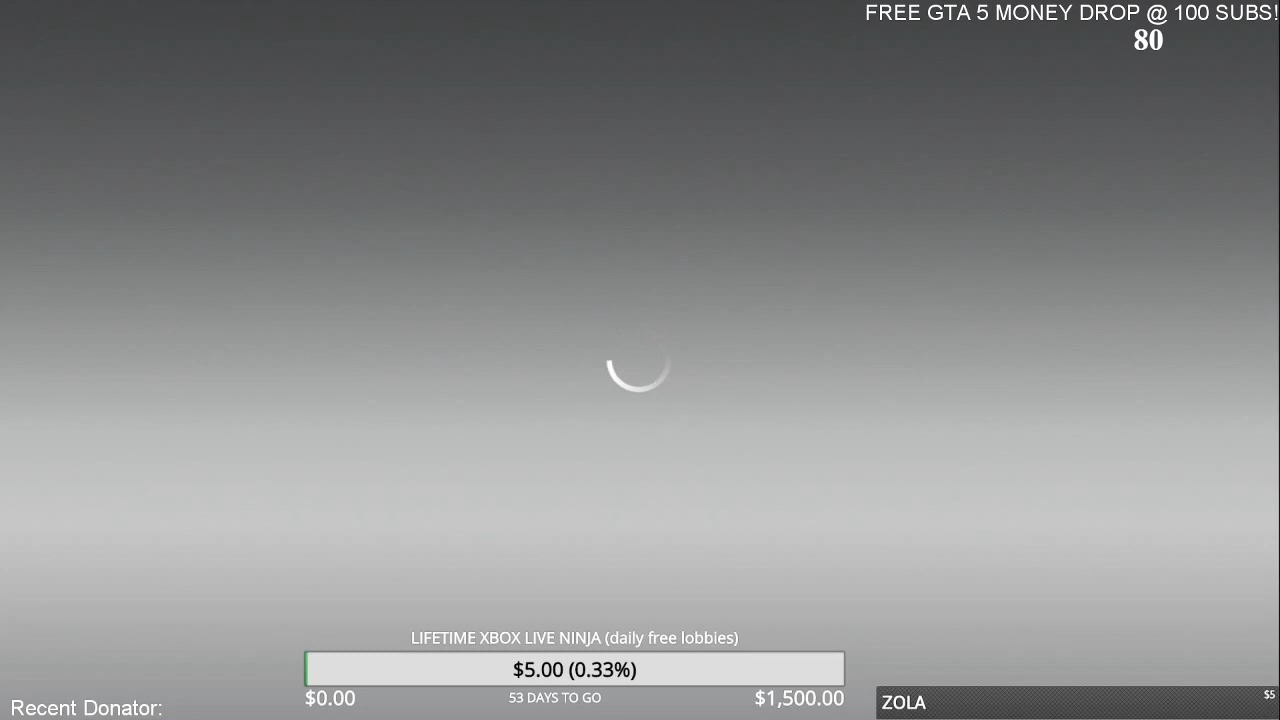 FREE GTA 5 MONEY DROP @ 100 SUBS!
80
LIFETIME XBOX LIVE NINJA (daily free lobbies)
$5.00 (0.33%)
$0.00 53 DAYS TO GO $1,500.00
Recent Donator:
ZOLA $5